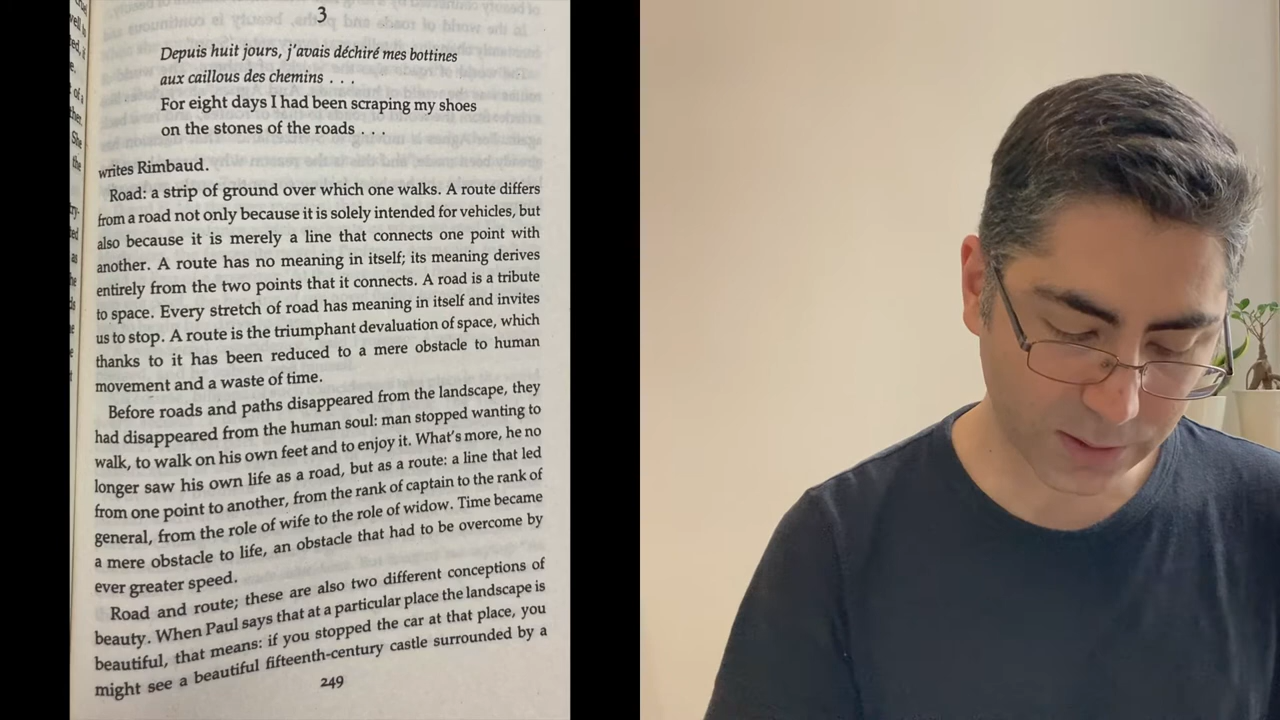 3
Depuis huit jours, j'avais déchiré mes bottines
aux caillous des chemins . . .
For eight days I had been scraping my shoes
on the stones of the roads . . .
writes Rimbaud.
Road: a strip of ground over which one walks. A route differs
from a road not only because it is solely intended for vehicles, but
also because it is merely a line that connects one point with
another. A route has no meaning in itself; its meaning derives
entirely from the two points that it connects. A road is a tribute
to space. Every stretch of road has meaning in itself and invites
us to stop. A route is the triumphant devaluation of space, which
thanks to it has been reduced to a mere obstacle to human
movement and a waste of time.
Before roads and paths disappeared from the landscape, they
had disappeared from the human soul: man stopped wanting to
walk, to walk on his own feet and to enjoy it. What's more, he no
longer saw his own life as a road, but as a route: a line that led
from one point to another, from the rank of captain to the rank of
general, from the role of wife to the role of widow. Time became
a mere obstacle to life, an obstacle that had to be overcome by
ever greater speed.
Road and route; these are also two different conceptions of
beauty. When Paul says that at a particular place the landscape is
beautiful, that means: if you stopped the car at that place, you
might see a beautiful fifteenth-century castle surrounded by a
249